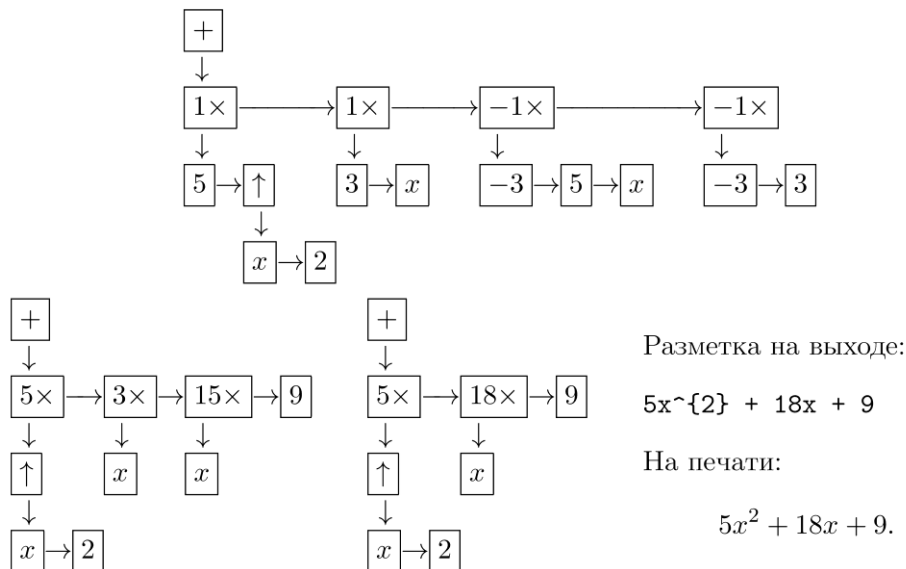 +
↓
1× → 1× → −1× → −1×
↓ ↓ ↓ ↓
5 → ↑ 3 → x −3 → 5 → x −3 → 3
↓
x → 2
+ +
↓ ↓
5× → 3× → 15× → 9 5× → 18× → 9
↓ ↓ ↓ ↓ ↓
↑ x x ↑ x
↓ ↓
x → 2 x → 2
Разметка на выходе:
5x^{2} + 18x + 9
На печати:
5x² + 18x + 9.